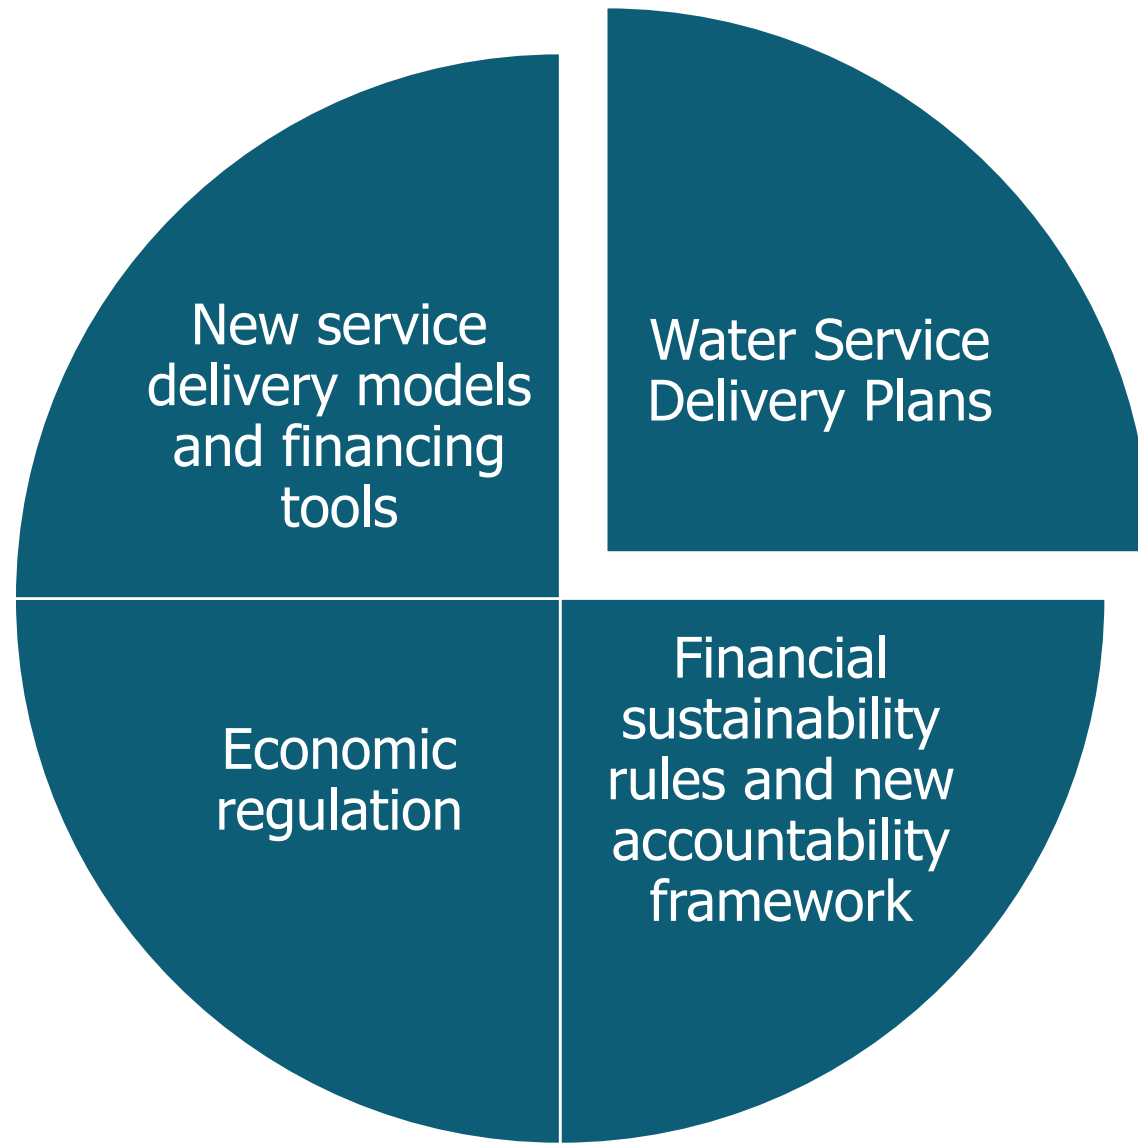 New service
delivery models
and financing
tools
Water Service
Delivery Plans
Economic
regulation
Financial
sustainability
rules and new
accountability
framework